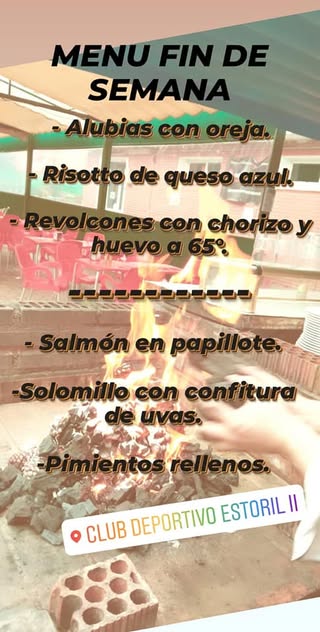 MENU FIN DE
SEMANA
- Alubias con oreja.
- Risotto de queso azul.
- Revolcones con chorizo y
huevo a 65º.
------------
- Salmón en papillote.
-Solomillo con confitura
de uvas.
-Pimientos rellenos.
CLUB DEPORTIVO ESTORIL II